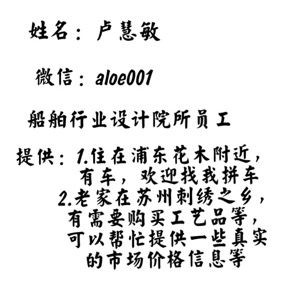 姓名：卢慧敏
微信：aloe001
船舶行业设计院所员工
提供：1.住在浦东花木附近，
有车，欢迎找我拼车
2.老家在苏州刺绣之乡，
有需要购买工艺品等，
可以帮忙提供一些真实
的市场价格信息等